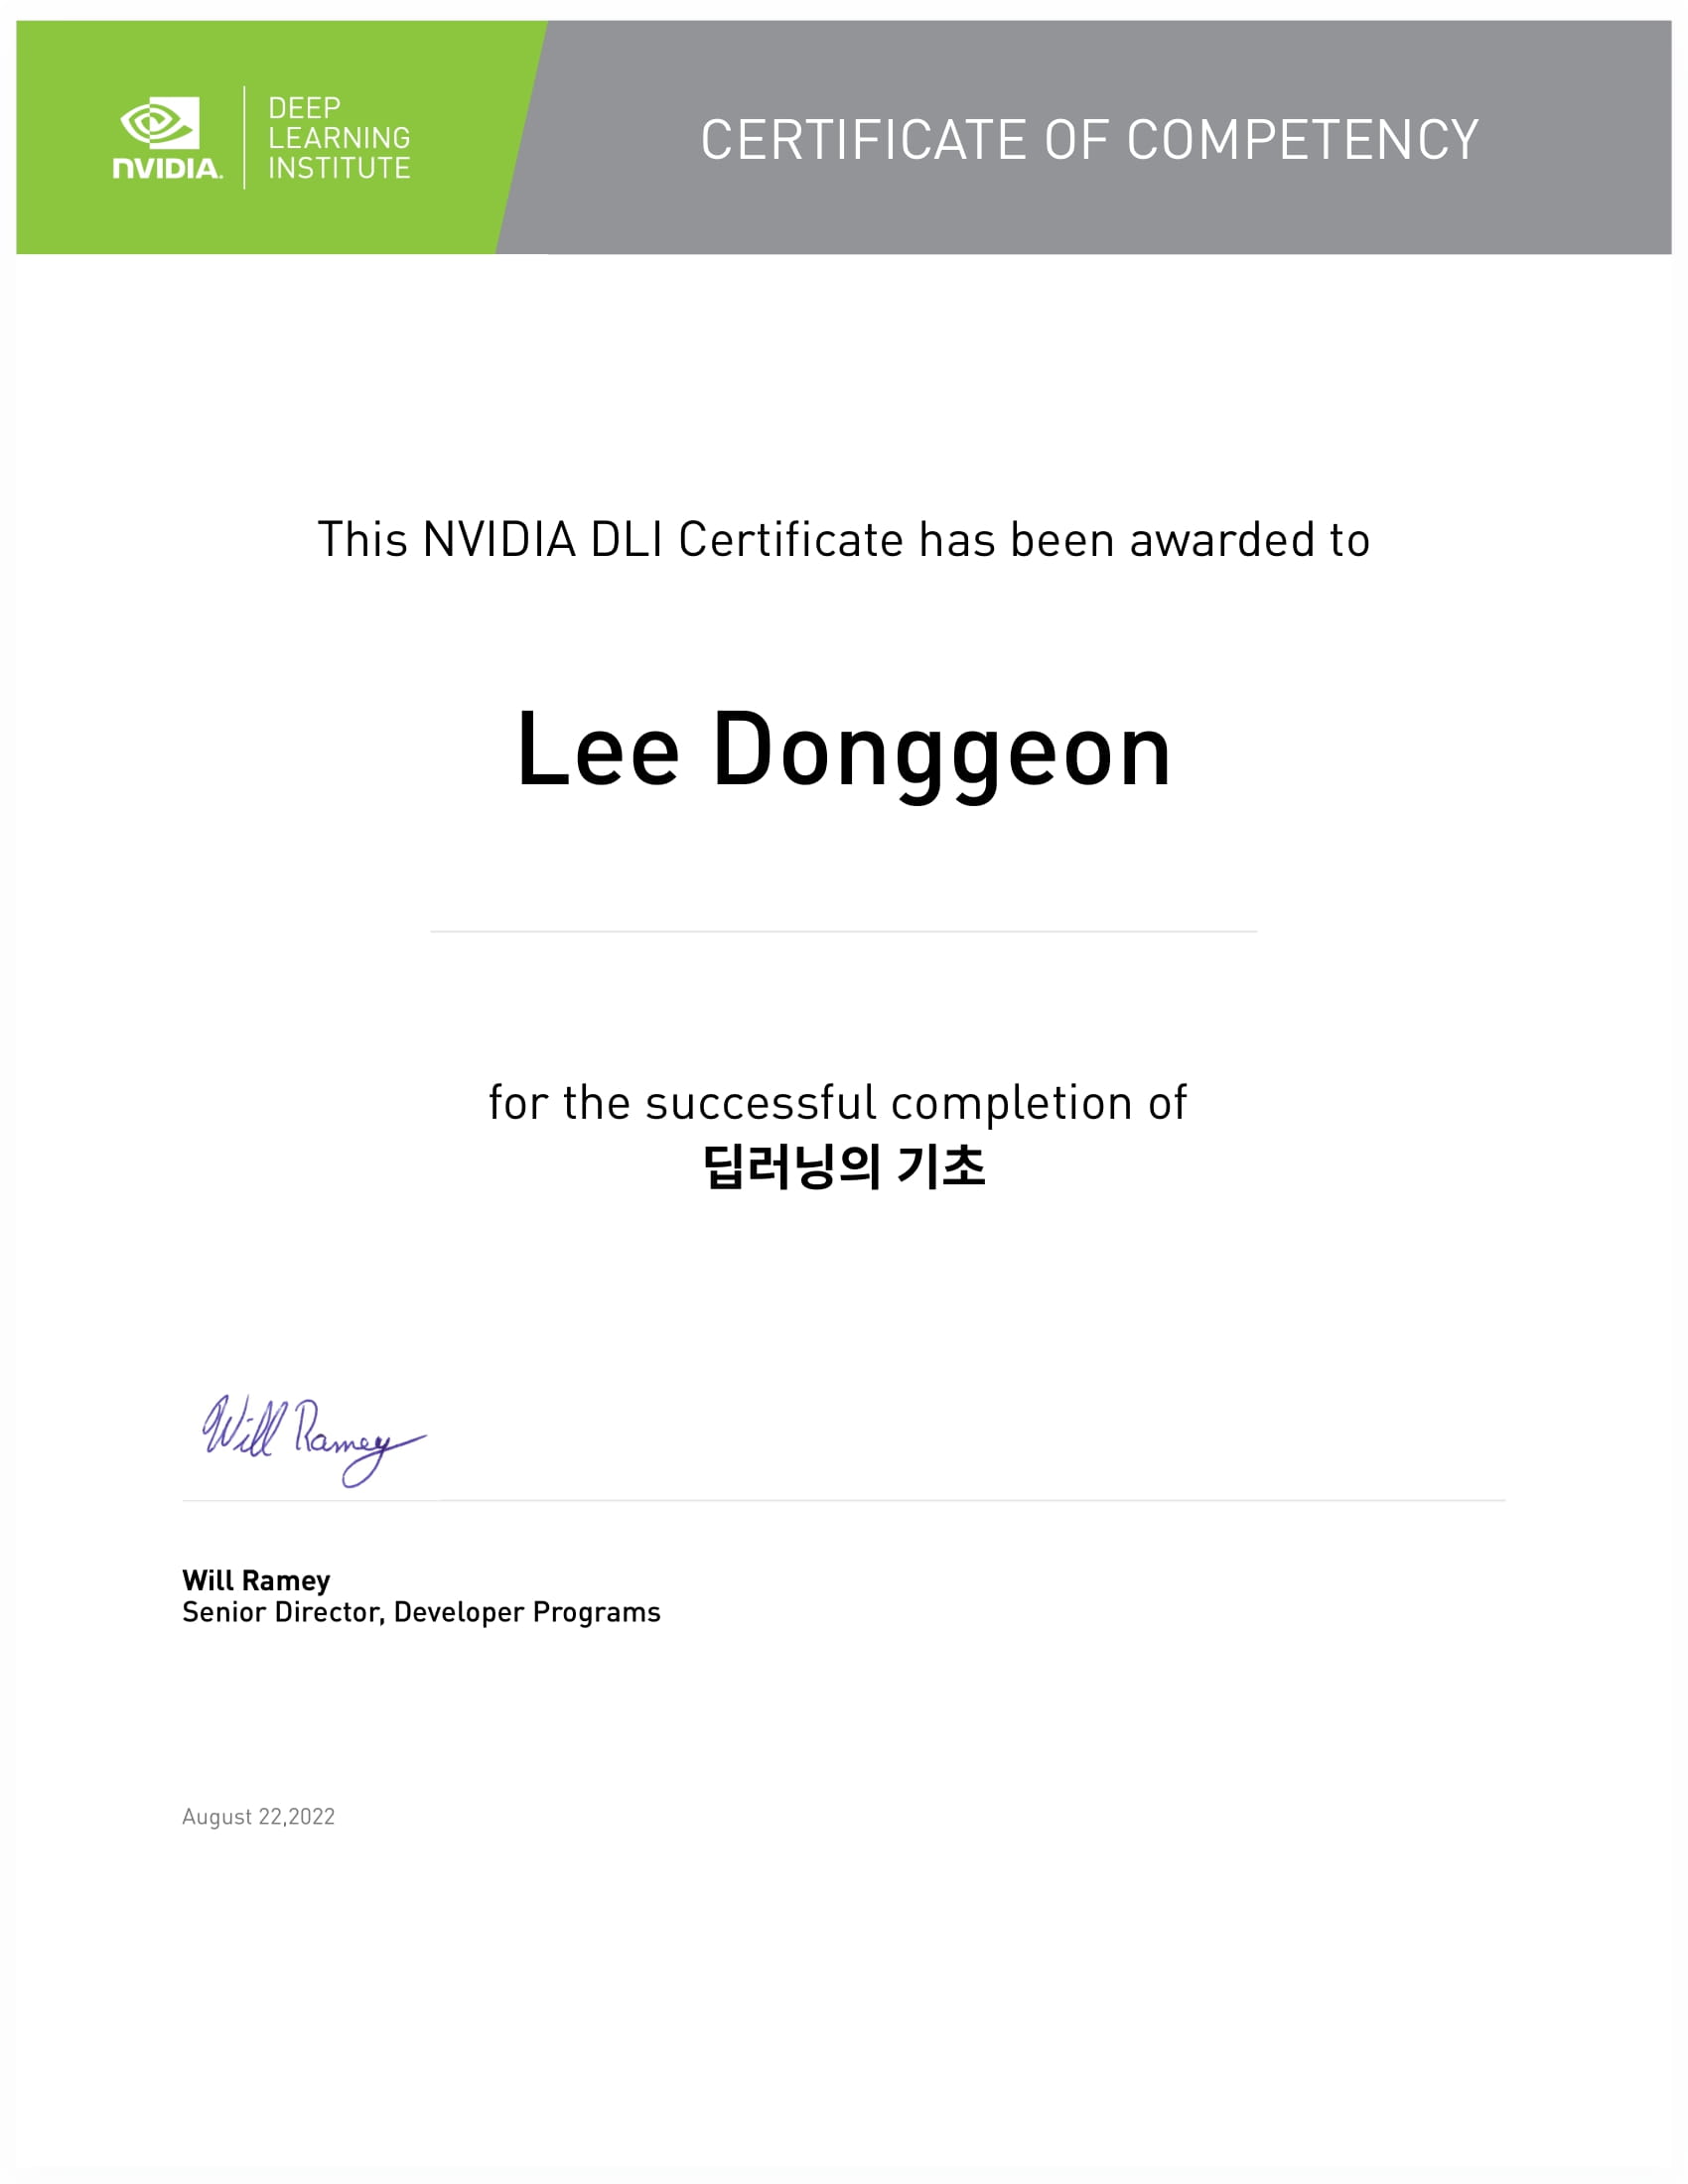 NVIDIA.
DEEP
LEARNING
INSTITUTE
CERTIFICATE OF COMPETENCY
This NVIDIA DLI Certificate has been awarded to
Lee Donggeon
for the successful completion of
딥러닝의 기초
Will Ramey
Will Ramey
Senior Director, Developer Programs
August 22,2022